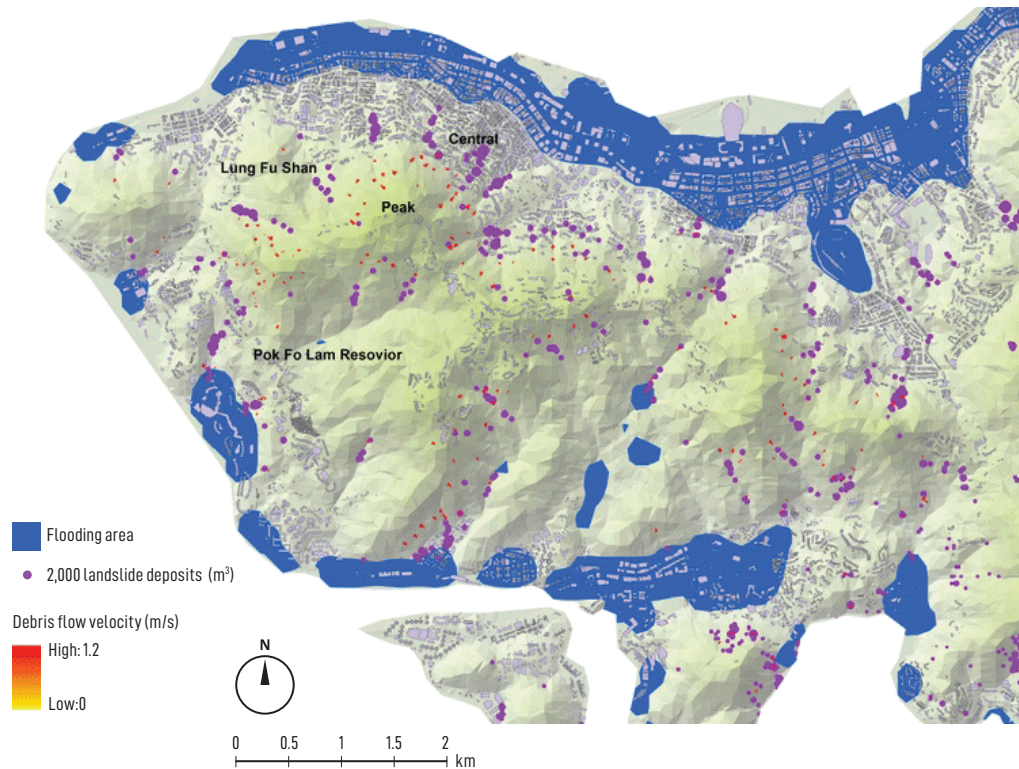 Central
Lung Fu Shan
Peak
Pok Fo Lam Resovior
Flooding area
2,000 landslide deposits (m³)
Debris flow velocity (m/s)
High: 1.2
Low:0
N
0 0.5 1 1.5 2
km